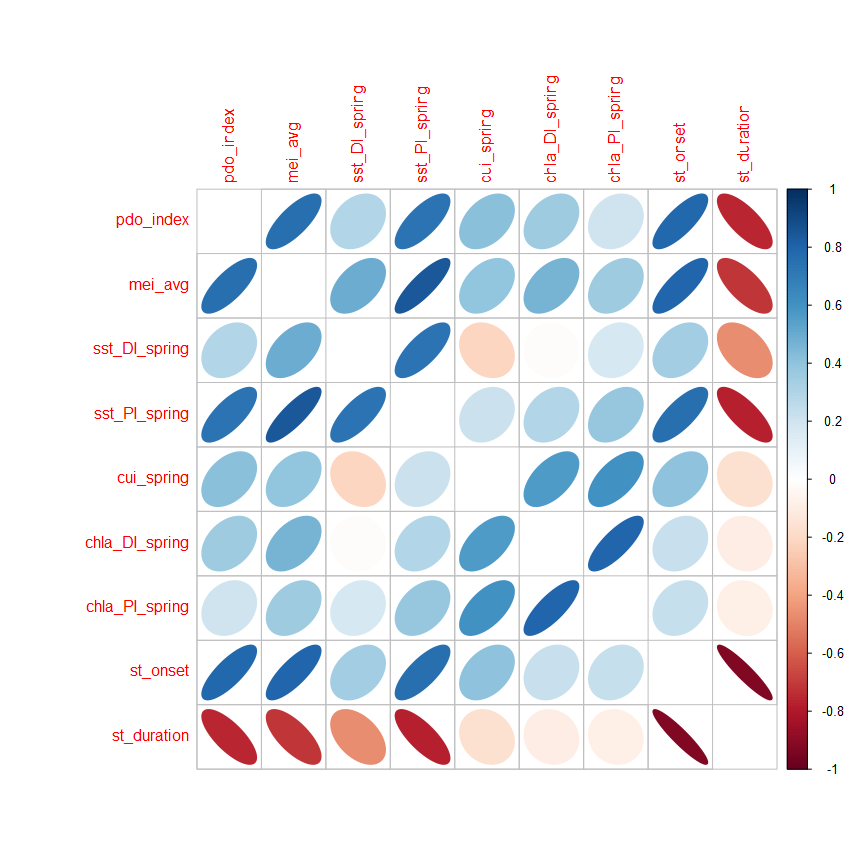 pdo_index
mei_avg
sst_DI_spring
sst_PI_spring
cui_spring
chla_DI_spring
chla_PI_spring
st_onset
st_duration
pdo_index
mei_avg
sst_DI_spring
sst_PI_spring
cui_spring
chla_DI_spring
chla_PI_spring
st_onset
st_duration
1
0.8
0.6
0.4
0.2
0
-0.2
-0.4
-0.6
-0.8
-1